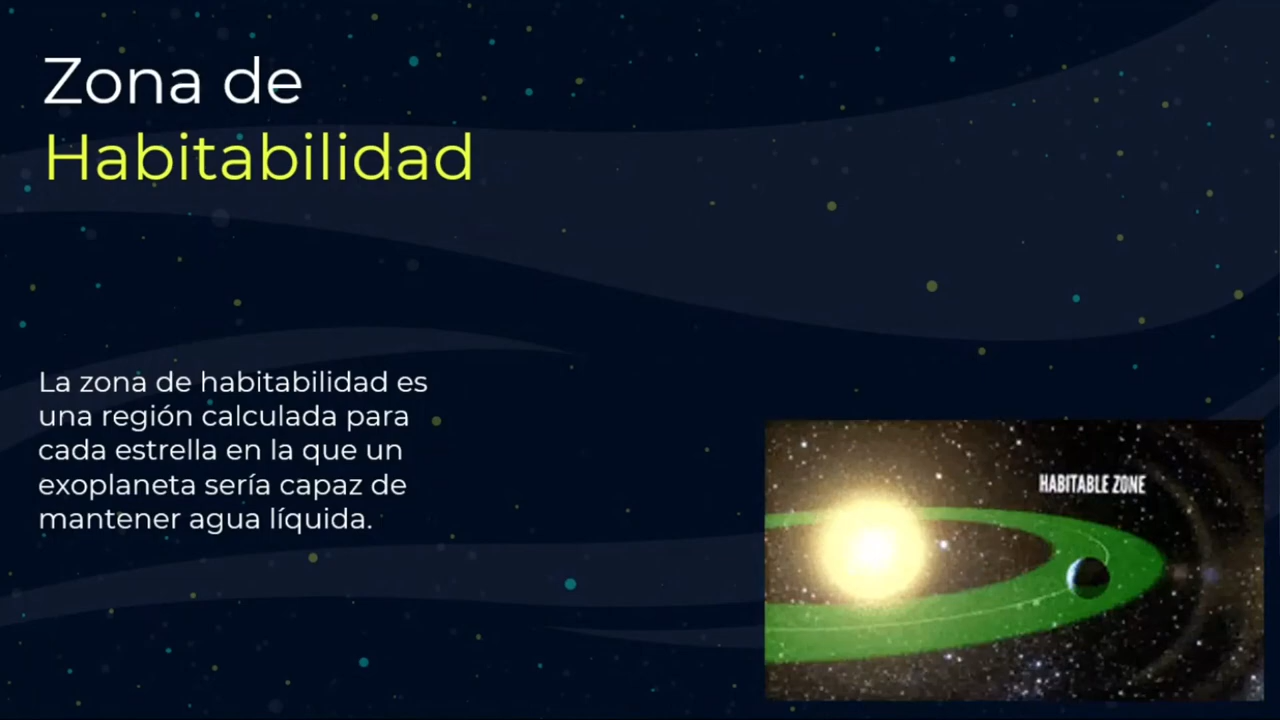 Zona de
Habitabilidad
La zona de habitabilidad es
una región calculada para
cada estrella en la que un
exoplaneta sería capaz de
mantener agua líquida.
HABITABLE ZONE